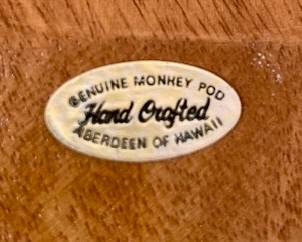 GENUINE MONKEY POD
Hand Crafted
ABERDEEN OF HAWAII